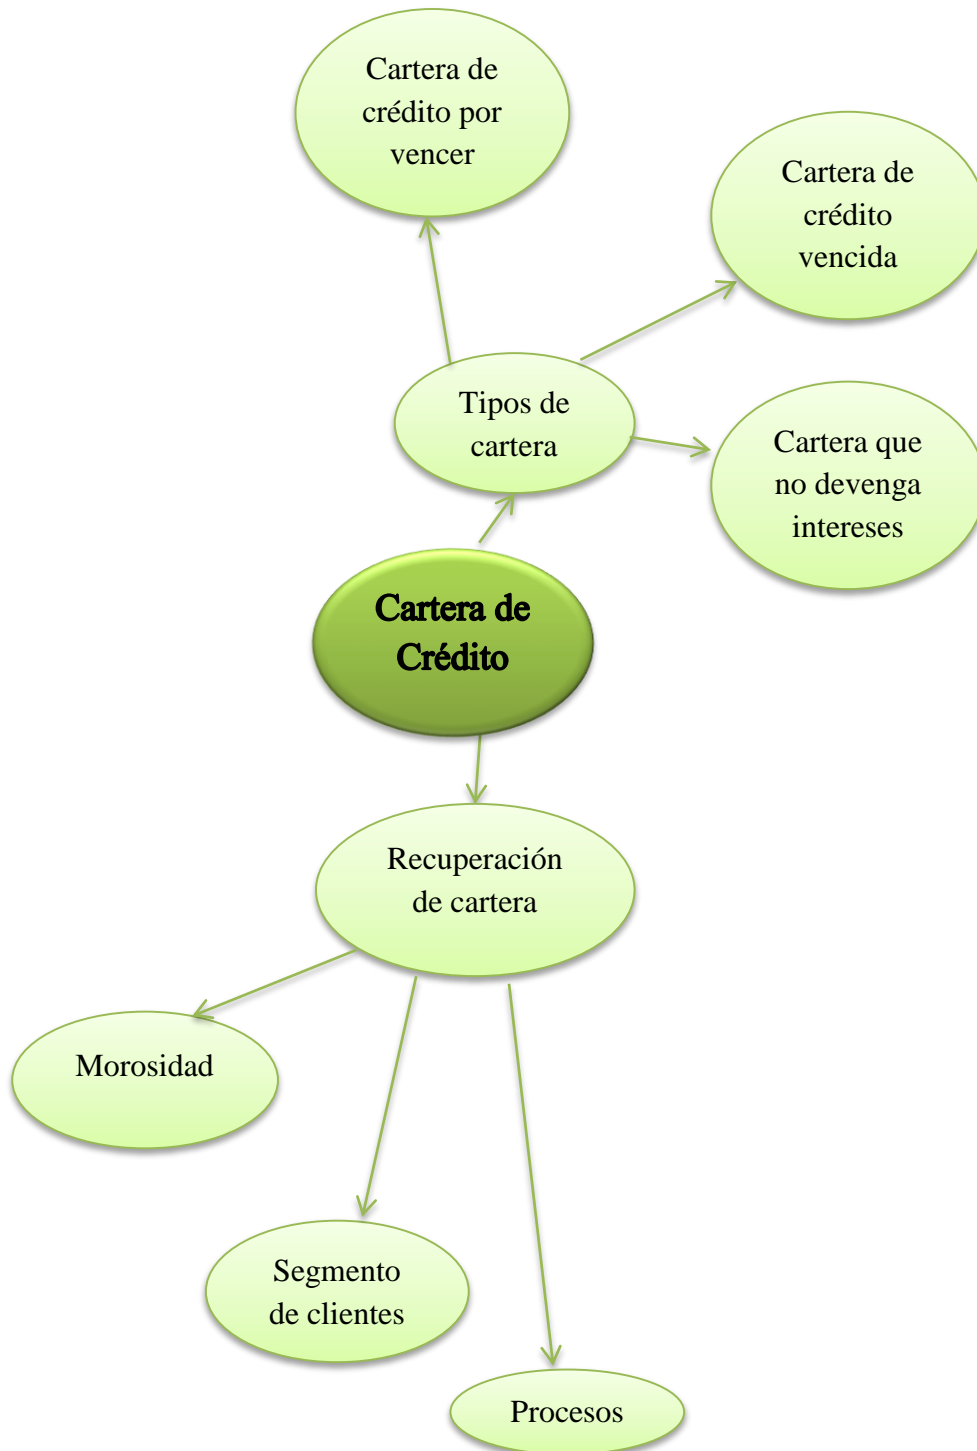 Cartera de
crédito por
vencer
Cartera de
crédito
vencida
Tipos de
cartera
Cartera que
no devenga
intereses
Cartera de
Crédito
Recuperación
de cartera
Morosidad
Segmento
de clientes
Procesos